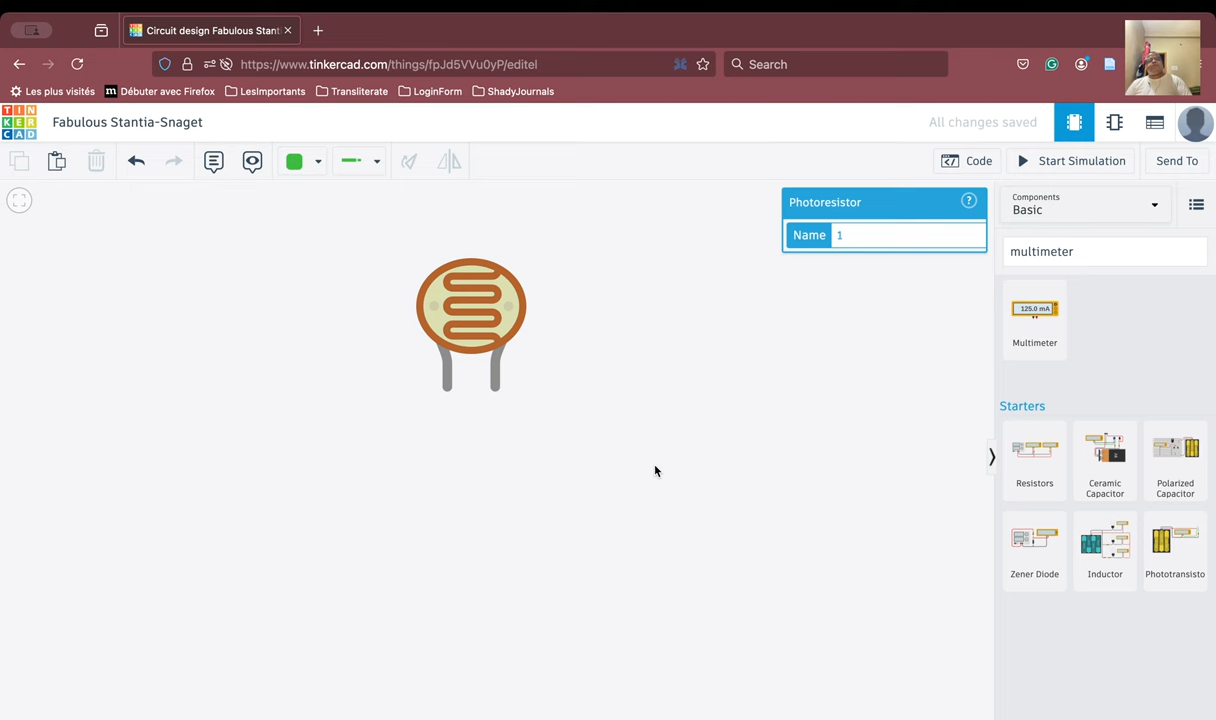 Circuit design Fabulous Stanti
https://www.tinkercad.com/things/fpJd5VVu0yP/editel
Search
Les plus visités
Débuter avec Firefox
LesImportants
Transliterate
LoginForm
ShadyJournals
TIN
KER
CAD
Fabulous Stantia-Snaget
All changes saved
Code
Start Simulation
Send To
Photoresistor
?
Name 1
Components
Basic
multimeter
125.0 mA
Multimeter
Starters
Resistors
Ceramic
Capacitor
Polarized
Capacitor
Zener Diode
Inductor
Phototransisto